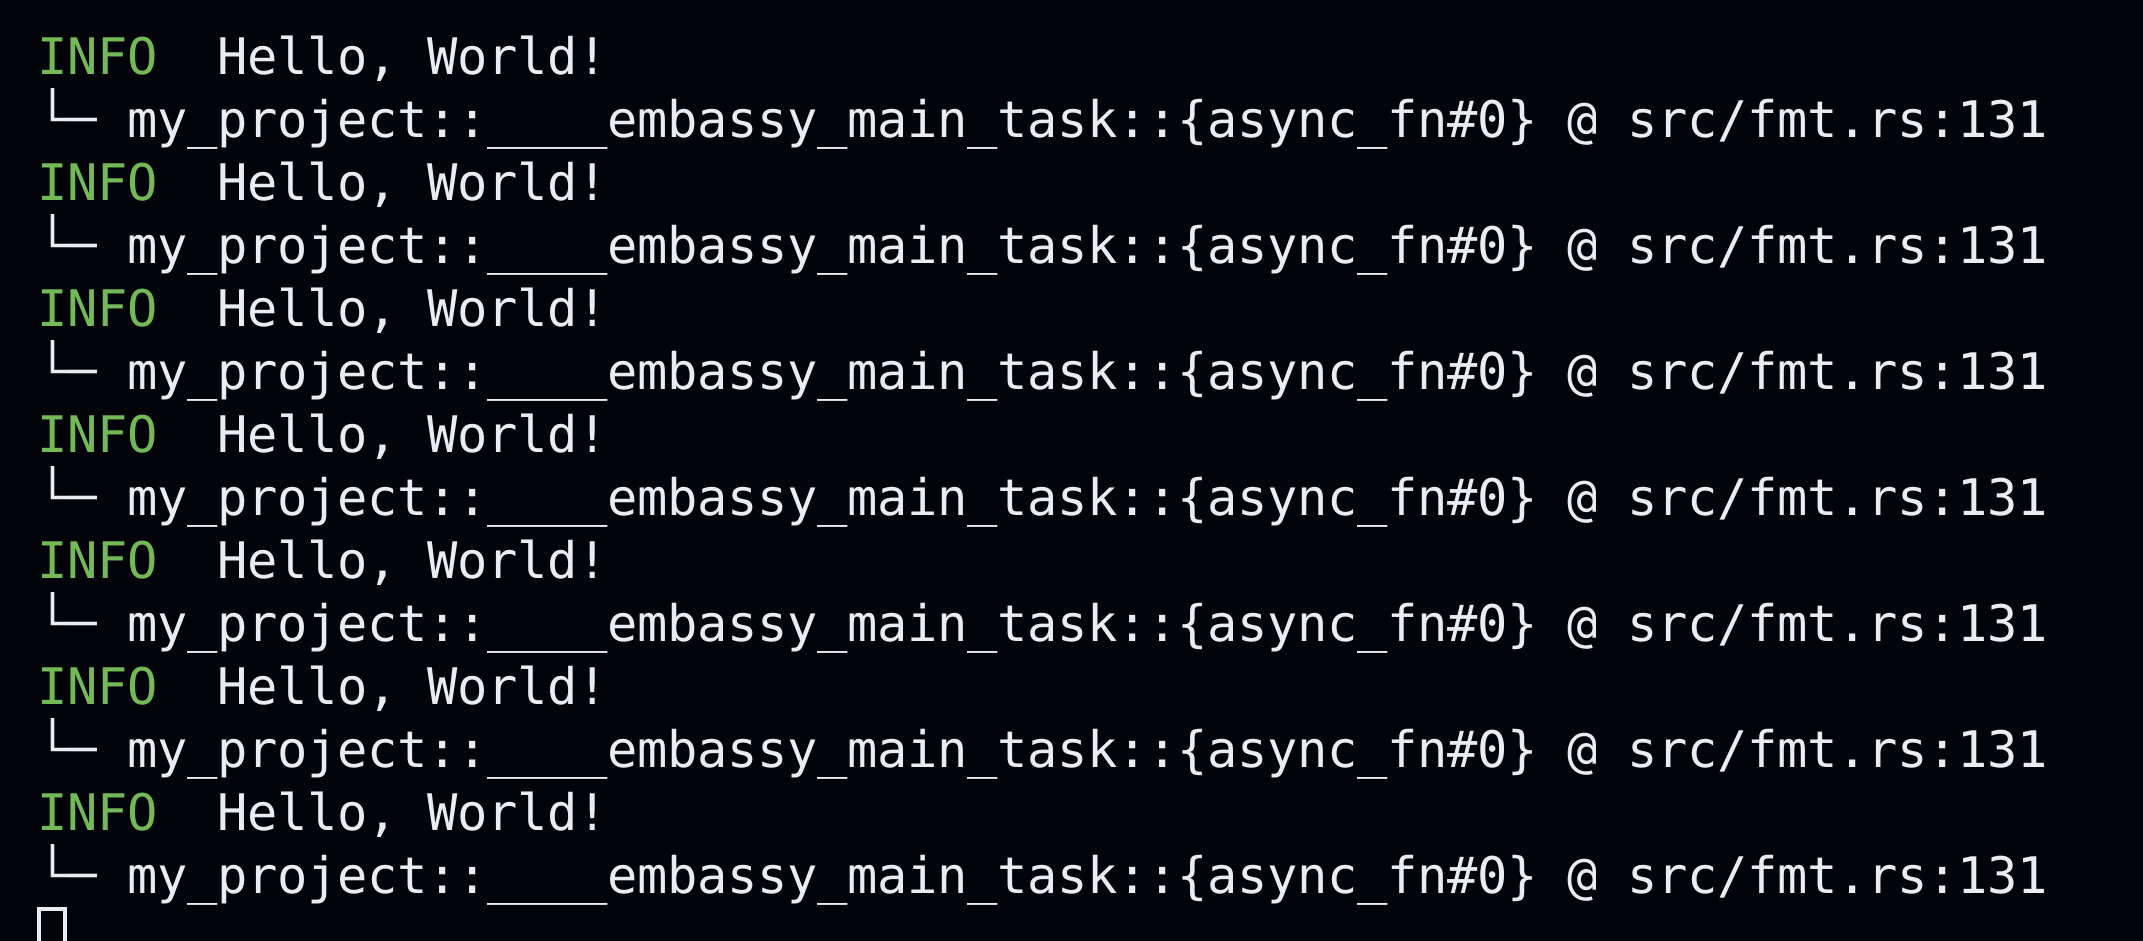 INFO  Hello, World!
└─ my_project::____embassy_main_task::{async_fn#0} @ src/fmt.rs:131
INFO  Hello, World!
└─ my_project::____embassy_main_task::{async_fn#0} @ src/fmt.rs:131
INFO  Hello, World!
└─ my_project::____embassy_main_task::{async_fn#0} @ src/fmt.rs:131
INFO  Hello, World!
└─ my_project::____embassy_main_task::{async_fn#0} @ src/fmt.rs:131
INFO  Hello, World!
└─ my_project::____embassy_main_task::{async_fn#0} @ src/fmt.rs:131
INFO  Hello, World!
└─ my_project::____embassy_main_task::{async_fn#0} @ src/fmt.rs:131
INFO  Hello, World!
└─ my_project::____embassy_main_task::{async_fn#0} @ src/fmt.rs:131